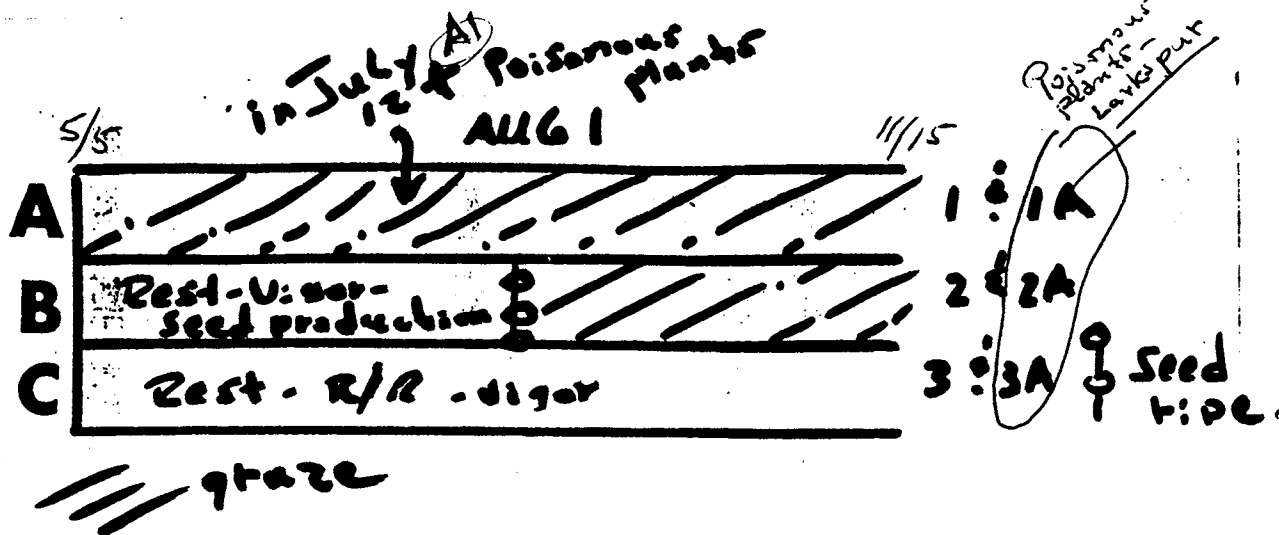 in July A1
12 & Poisonous
plants
Poisonous
plants-
Larkspur
5/5
AUG 1
11/15
A
1 : 1A
B
Rest-Vigor-
seed production
2 : 2A
C
Rest - R/R - vigor
3 : 3A
Seed
ripe.
graze